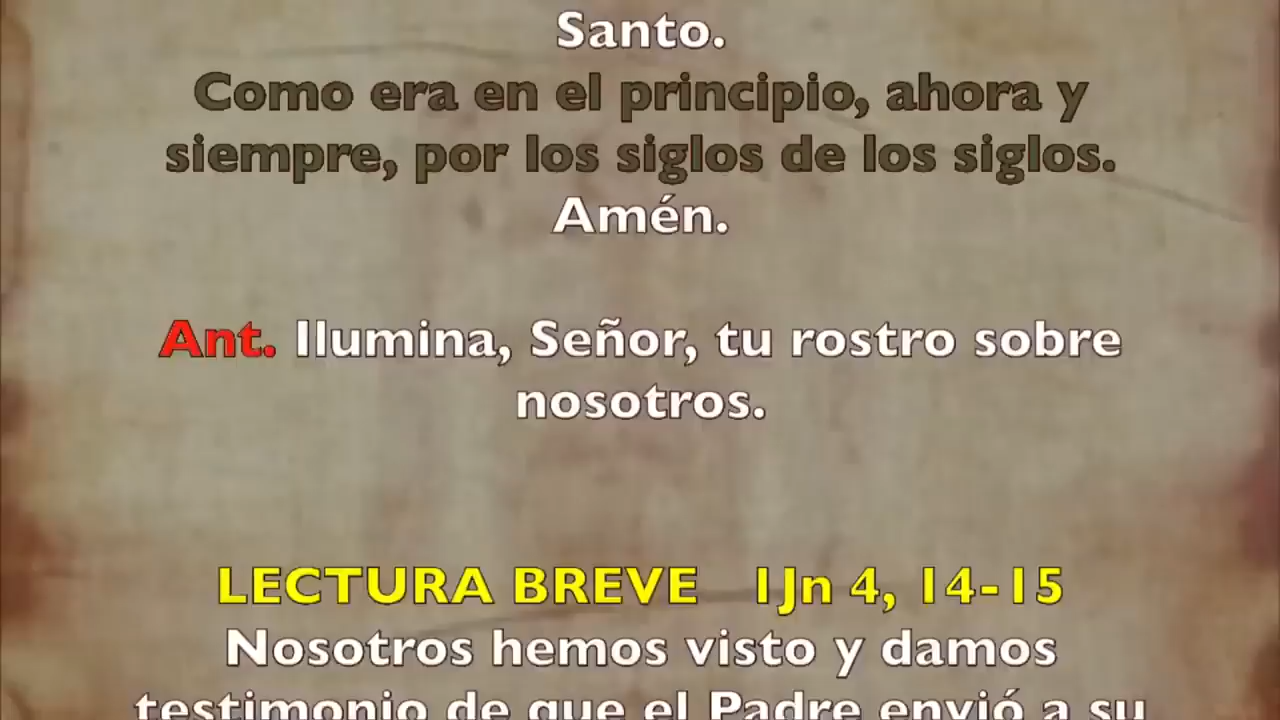 Santo.
Como era en el principio, ahora y
siempre, por los siglos de los siglos.
Amén.
Ant. Ilumina, Señor, tu rostro sobre
nosotros.
LECTURA BREVE 1Jn 4, 14-15
Nosotros hemos visto y damos
testimonio de que el Padre envió a su